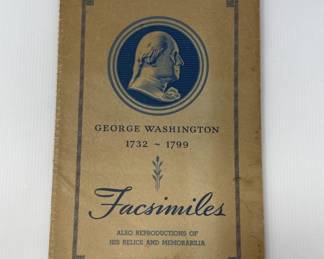 GEORGE WASHINGTON
1732 ~ 1799
Facsimiles
ALSO REPRODUCTIONS OF
HIS RELICS AND MEMORABILIA